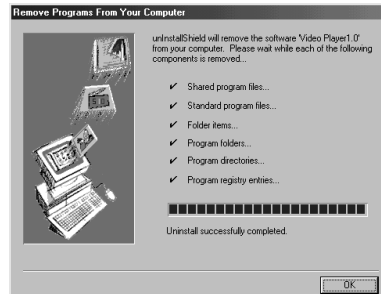 Remove Programs From Your Computer
unInstallShield will remove the software 'Video Player1.0'
from your computer. Please wait while each of the following
components is removed...
✔ Shared program files...
✔ Standard program files...
✔ Folder items...
✔ Program folders...
✔ Program directories...
✔ Program registry entries...
Uninstall successfully completed.
OK